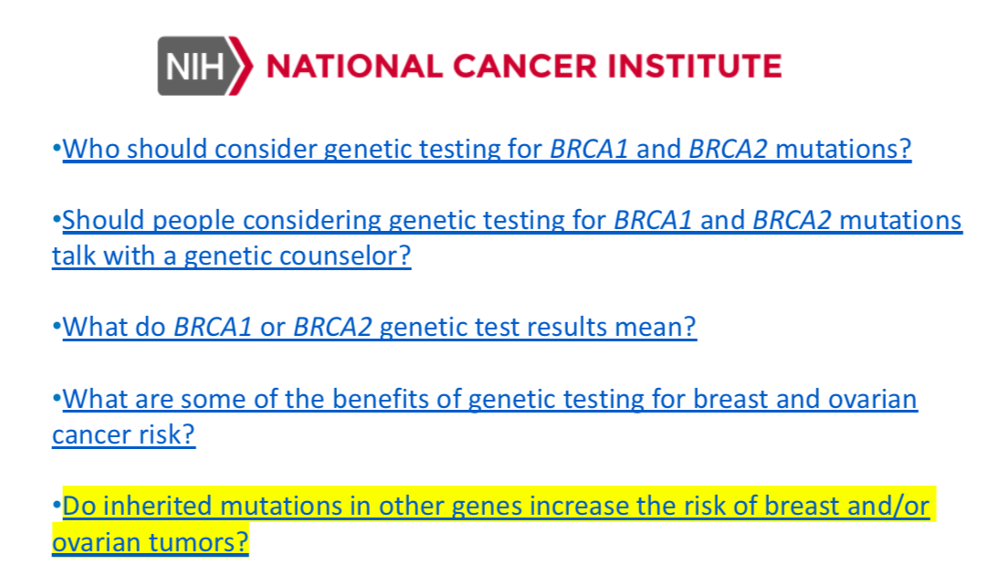 NIH NATIONAL CANCER INSTITUTE
•Who should consider genetic testing for BRCA1 and BRCA2 mutations?
•Should people considering genetic testing for BRCA1 and BRCA2 mutations
talk with a genetic counselor?
•What do BRCA1 or BRCA2 genetic test results mean?
•What are some of the benefits of genetic testing for breast and ovarian
cancer risk?
•Do inherited mutations in other genes increase the risk of breast and/or
ovarian tumors?